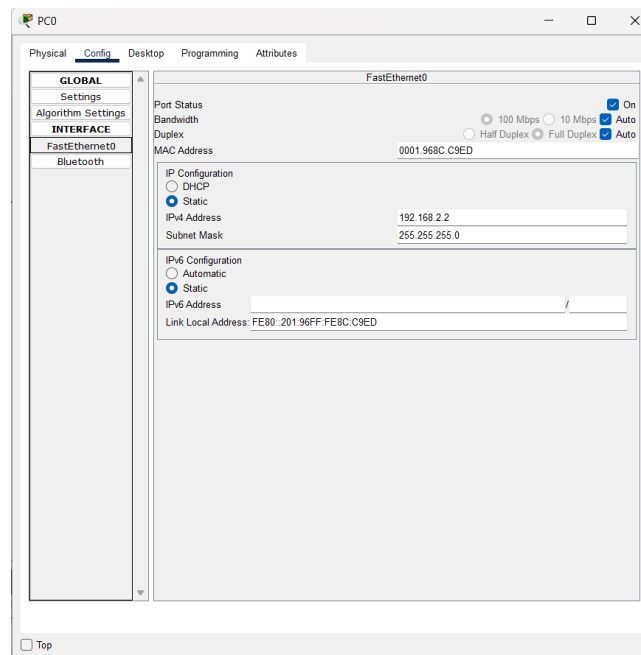 PC0
Physical Config Desktop Programming Attributes
GLOBAL
Settings
Algorithm Settings
INTERFACE
FastEthernet0
Bluetooth
FastEthernet0
Port Status On
Bandwidth 100 Mbps 10 Mbps Auto
Duplex Half Duplex Full Duplex Auto
MAC Address 0001.968C.C9ED
IP Configuration
DHCP
Static
IPv4 Address 192.168.2.2
Subnet Mask 255.255.255.0
IPv6 Configuration
Automatic
Static
IPv6 Address /
Link Local Address: FE80::201:96FF:FE8C:C9ED
Top